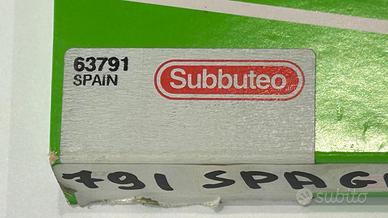 63791
SPAIN
Subbuteo
791 SPAG
subito